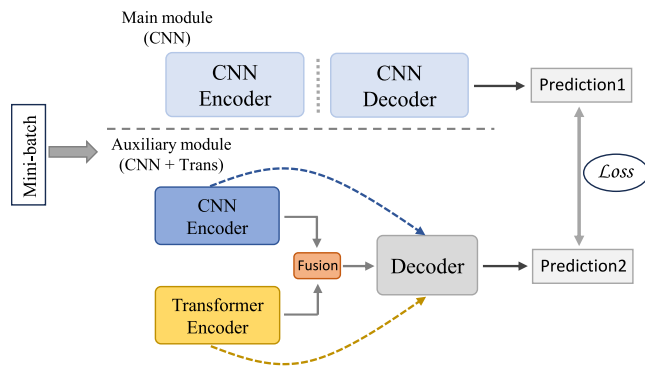 Main module
(CNN)
CNN
Encoder
CNN
Decoder
Prediction1
Mini-batch
Auxiliary module
(CNN + Trans)
Loss
CNN
Encoder
Fusion
Decoder
Prediction2
Transformer
Encoder